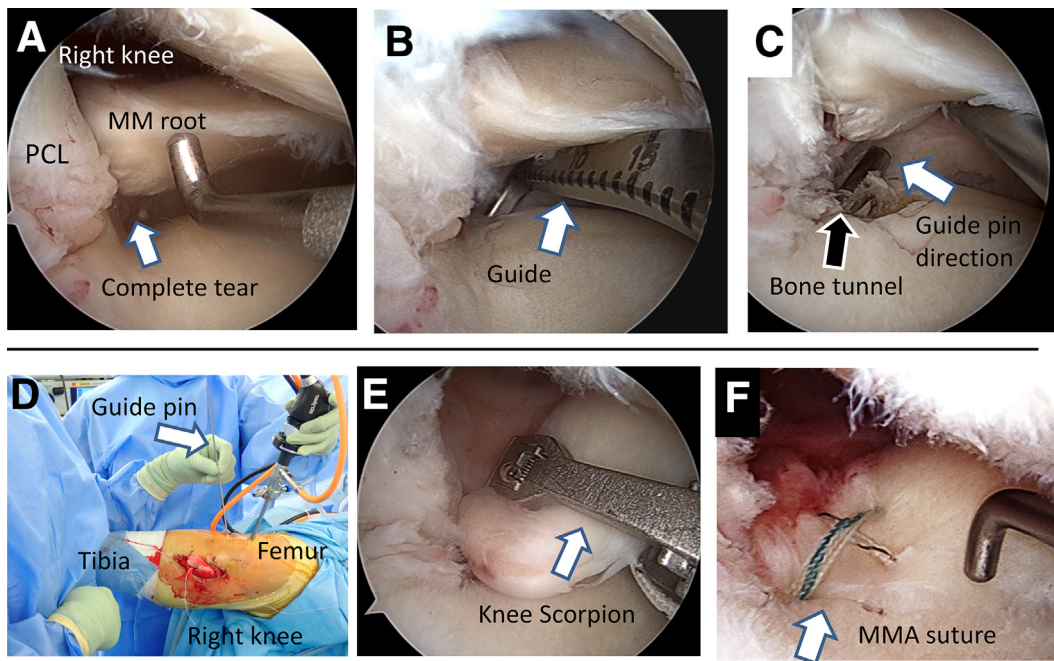 A
Right knee
MM root
PCL
Complete tear
B
15
Guide
C
Guide pin
direction
Bone tunnel
D
Guide pin
Tibia
Femur
Right knee
E
Knee Scorpion
F
MMA suture